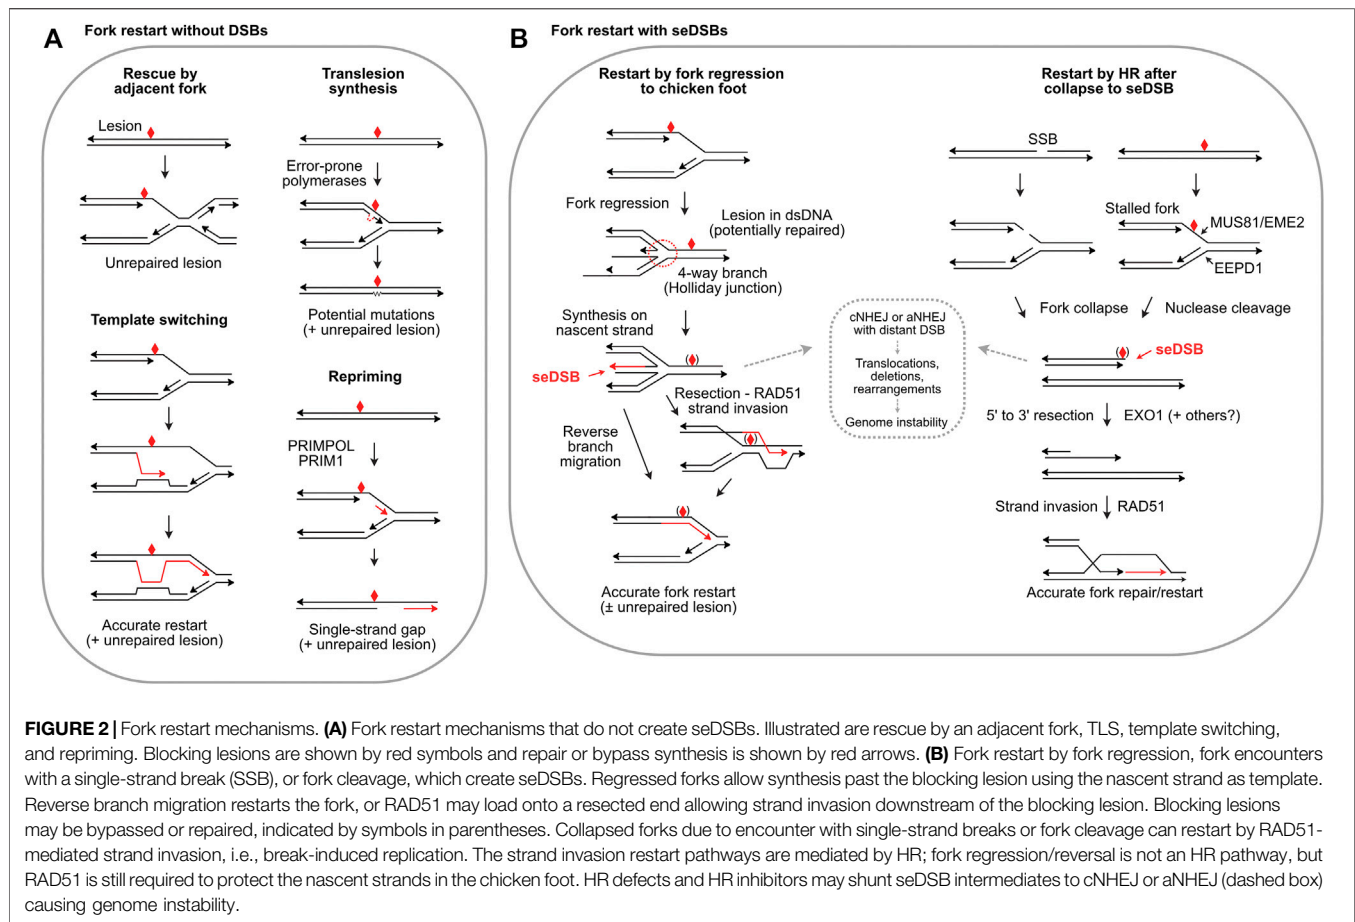 A
Fork restart without DSBs
Rescue by
adjacent fork
Lesion
Unrepaired lesion
Template switching
Accurate restart
(+ unrepaired lesion)
Translesion
synthesis
Error-prone
polymerases
Potential mutations
(+ unrepaired lesion)
Repriming
PRIMPOL
PRIM1
Single-strand gap
(+ unrepaired lesion)
B
Fork restart with seDSBs
Restart by fork regression
to chicken foot
Fork regression
Lesion in dsDNA
(potentially repaired)
4-way branch
(Holliday junction)
Synthesis on
nascent strand
seDSB
Resection - RAD51
strand invasion
Reverse
branch
migration
Accurate fork restart
(± unrepaired lesion)
cNHEJ or aNHEJ
with distant DSB
Translocations,
deletions,
rearrangements
Genome instability
Restart by HR after
collapse to seDSB
SSB
Stalled fork
MUS81/EME2
EEPD1
Fork collapse
Nuclease cleavage
seDSB
5' to 3' resection
EXO1 (+ others?)
Strand invasion
RAD51
Accurate fork repair/restart
FIGURE 2 | Fork restart mechanisms. (A) Fork restart mechanisms that do not create seDSBs. Illustrated are rescue by an adjacent fork, TLS, template switching,
and repriming. Blocking lesions are shown by red symbols and repair or bypass synthesis is shown by red arrows. (B) Fork restart by fork regression, fork encounters
with a single-strand break (SSB), or fork cleavage, which create seDSBs. Regressed forks allow synthesis past the blocking lesion using the nascent strand as template.
Reverse branch migration restarts the fork, or RAD51 may load onto a resected end allowing strand invasion downstream of the blocking lesion. Blocking lesions
may be bypassed or repaired, indicated by symbols in parentheses. Collapsed forks due to encounter with single-strand breaks or fork cleavage can restart by RAD51-
mediated strand invasion, i.e., break-induced replication. The strand invasion restart pathways are mediated by HR; fork regression/reversal is not an HR pathway, but
RAD51 is still required to protect the nascent strands in the chicken foot. HR defects and HR inhibitors may shunt seDSB intermediates to cNHEJ or aNHEJ (dashed box)
causing genome instability.